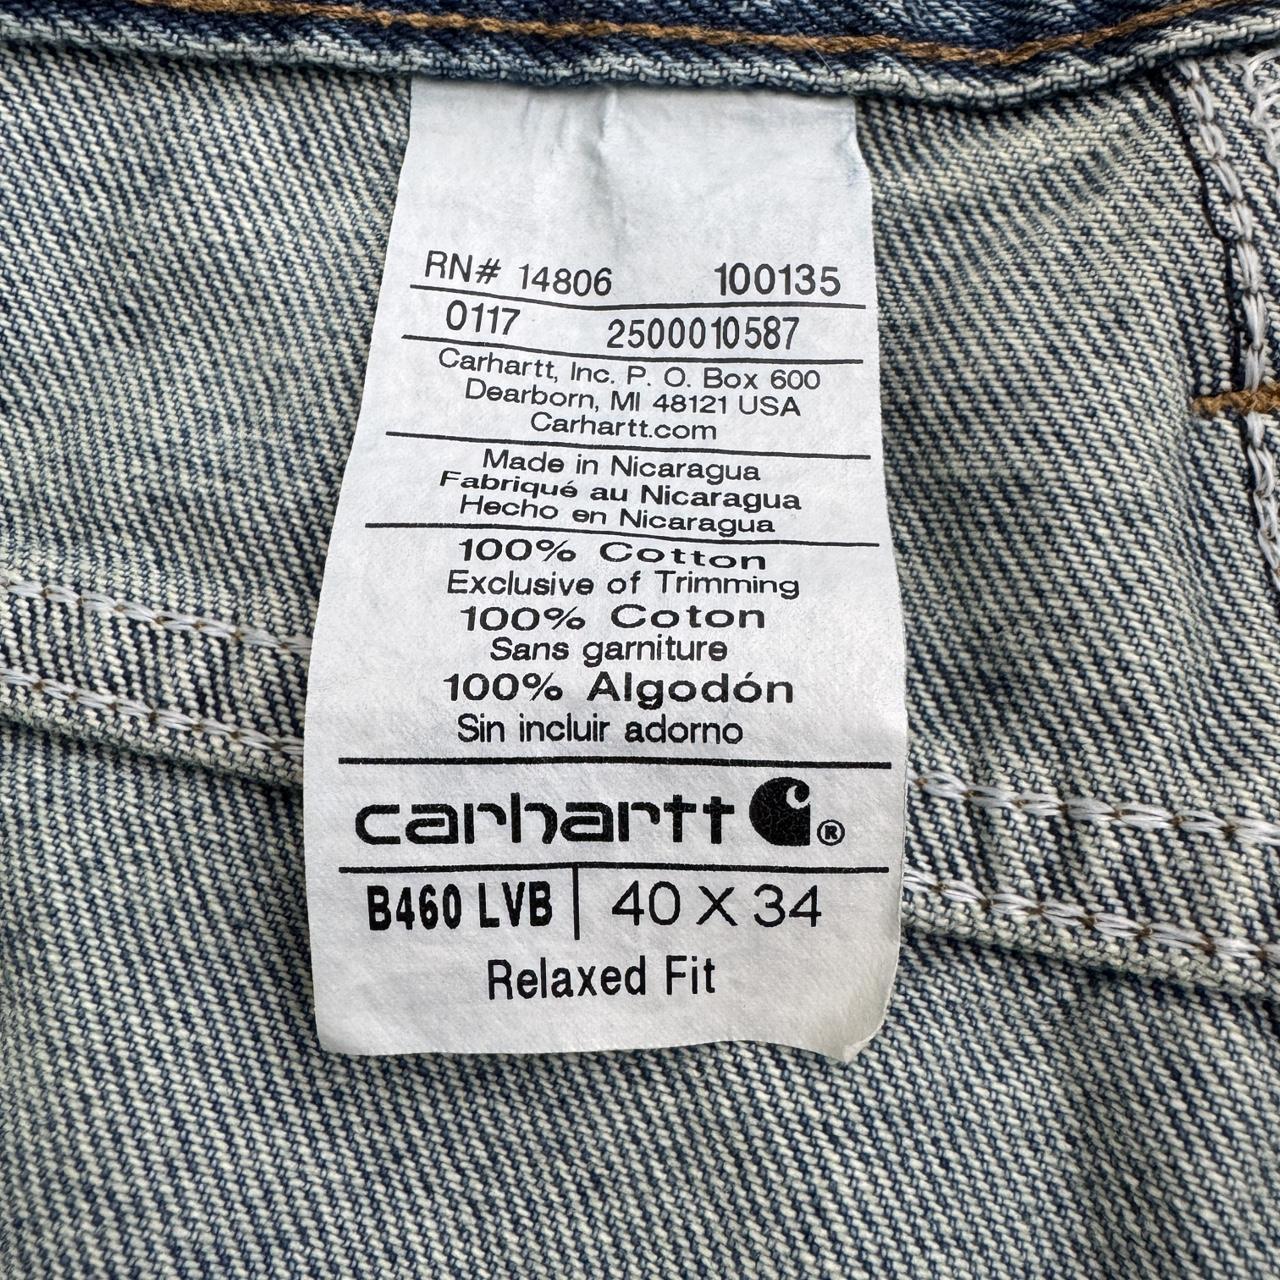 RN# 14806 100135
0117 2500010587
Carhartt, Inc. P. O. Box 600
Dearborn, MI 48121 USA
Carhartt.com
Made in Nicaragua
Fabriqué au Nicaragua
Hecho en Nicaragua
100% Cotton
Exclusive of Trimming
100% Coton
Sans garniture
100% Algodón
Sin incluir adorno
carhartt ®
B460 LVB | 40 X 34
Relaxed Fit